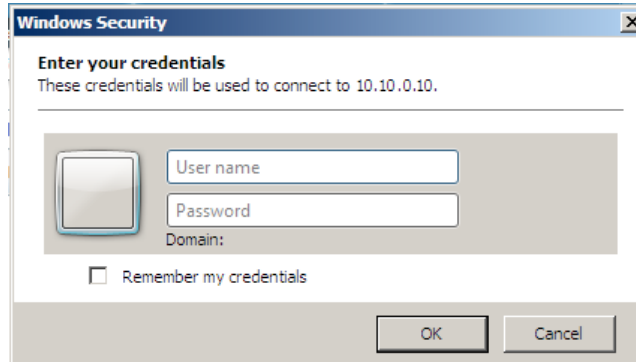 Windows Security
Enter your credentials
These credentials will be used to connect to 10.10.0.10.
User name
Password
Domain:
Remember my credentials
OK Cancel